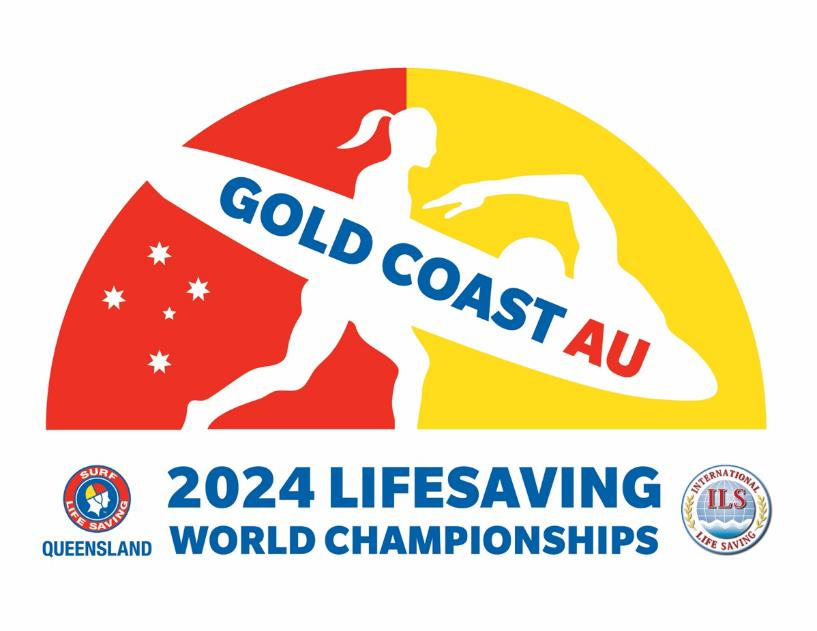 GOLD COAST AU
SURF
LIFE SAVING
QUEENSLAND
2024 LIFESAVING
WORLD CHAMPIONSHIPS
INTERNATIONAL
ILS
LIFE SAVING